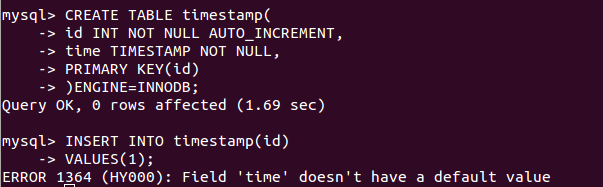 mysql> CREATE TABLE timestamp(
    -> id INT NOT NULL AUTO_INCREMENT,
    -> time TIMESTAMP NOT NULL,
    -> PRIMARY KEY(id)
    -> )ENGINE=INNODB;
Query OK, 0 rows affected (1.69 sec)
mysql> INSERT INTO timestamp(id)
    -> VALUES(1);
ERROR 1364 (HY000): Field 'time' doesn't have a default value